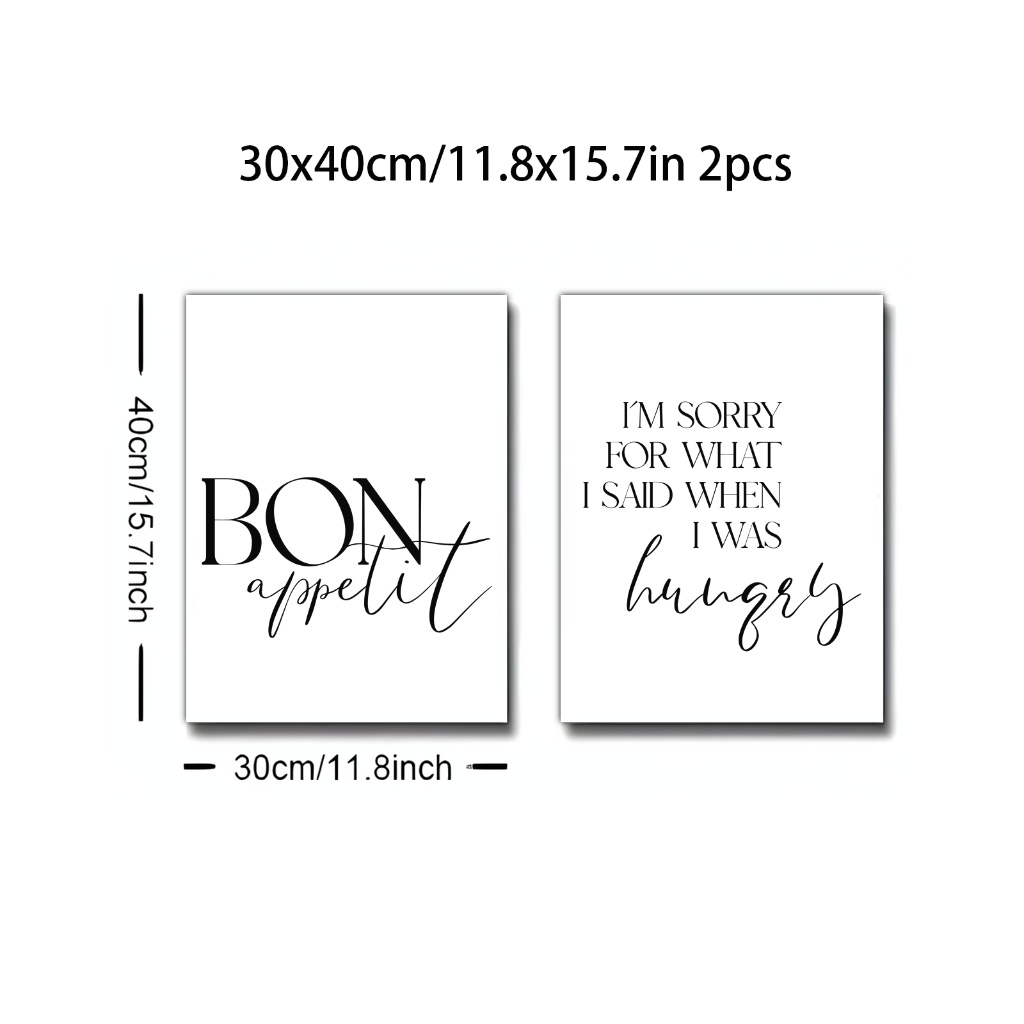 30x40cm/11.8x15.7in 2pcs
40cm/15.7inch
BON
appetit
I'M SORRY
FOR WHAT
I SAID WHEN
I WAS
hungry
30cm/11.8inch